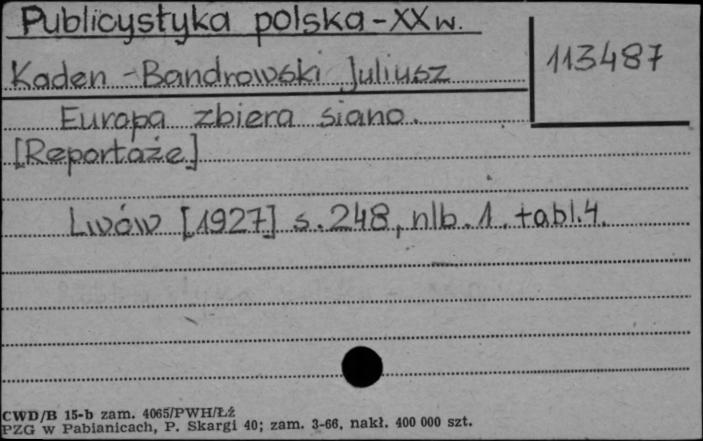 Publicystyka polska - XX w.
113487
Kaden - Bandrowski Juliusz
Europa zbiera siano.
[Reportaże]
Lwów [1927] s. 248, nlb. 1. tabl. 4.
CWD/B 15-b zam. 4065/PWH/Łź
PZG w Pabianicach, P. Skargi 40; zam. 3-66, nakł. 400 000 szt.